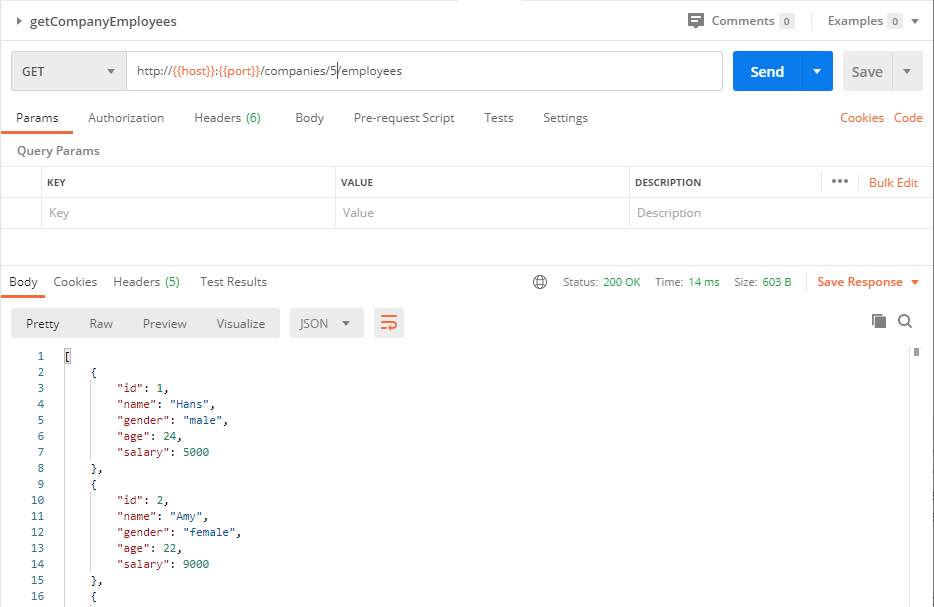 getCompanyEmployees Comments 0 Examples 0
GET http://{{host}}:{{port}}/companies/5/employees Send Save
Params Authorization Headers (6) Body Pre-request Script Tests Settings Cookies Code
Query Params
KEY VALUE DESCRIPTION ••• Bulk Edit
Key Value Description
Body Cookies Headers (5) Test Results Status: 200 OK Time: 14 ms Size: 603 B Save Response
Pretty Raw Preview Visualize JSON
1 [
2 {
3 "id": 1,
4 "name": "Hans",
5 "gender": "male",
6 "age": 24,
7 "salary": 5000
8 },
9 {
10 "id": 2,
11 "name": "Amy",
12 "gender": "female",
13 "age": 22,
14 "salary": 9000
15 },
16 {